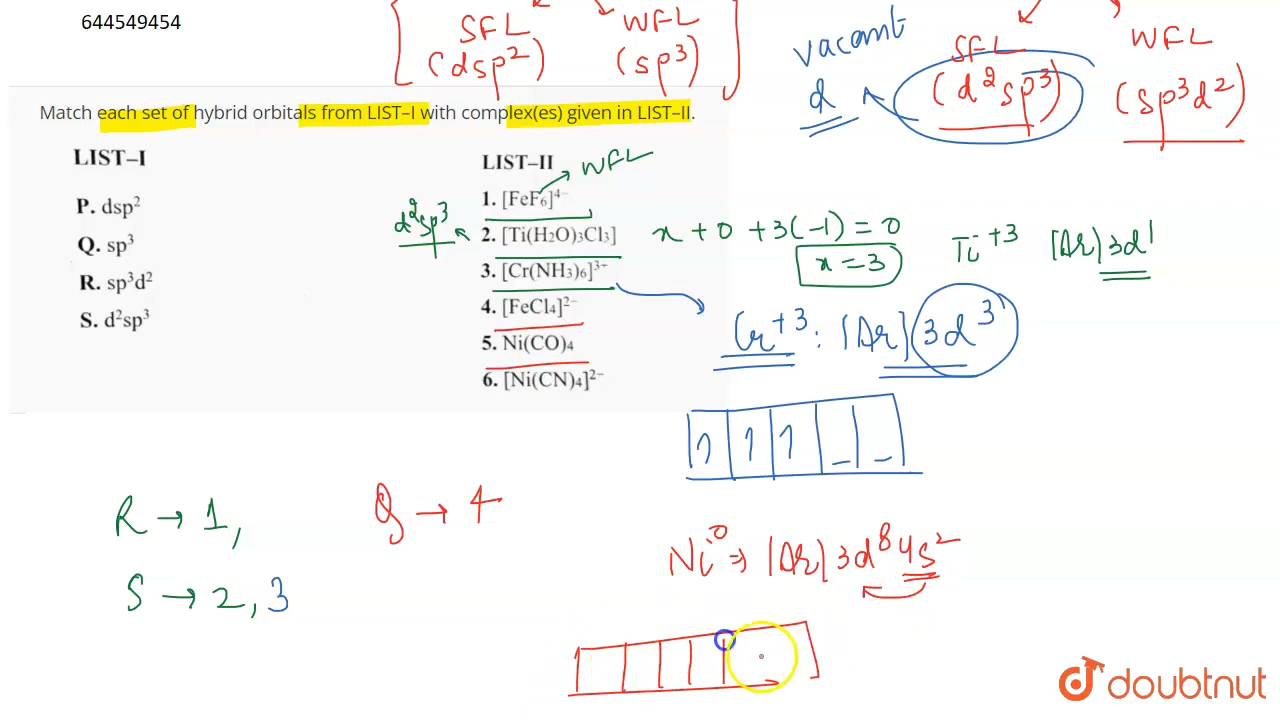 644549454
SFL WFL
(dsp²) (sp³)
vacant
d
SFL WFL
(d²sp³) (sp³d²)
Match each set of hybrid orbitals from LIST–I with complex(es) given in LIST–II.
LIST–I
P. dsp²
Q. sp³
R. sp³d²
S. d²sp³
LIST–II
1. [FeF₆]⁴⁻
2. [Ti(H₂O)₃Cl₃]
3. [Cr(NH₃)₆]³⁺
4. [FeCl₄]²⁻
5. Ni(CO)₄
6. [Ni(CN)₄]²⁻
WFL
d²sp³
x + 0 + 3(-1) = 0
x = 3
Ti⁺³ [Ar] 3d¹
Cr⁺³ : [Ar] 3d³
1 1 1 _ _
R → 1,
Q → 4
S → 2, 3
Ni⁰ ⇒ [Ar] 3d⁸ 4s²
1
doubtnut